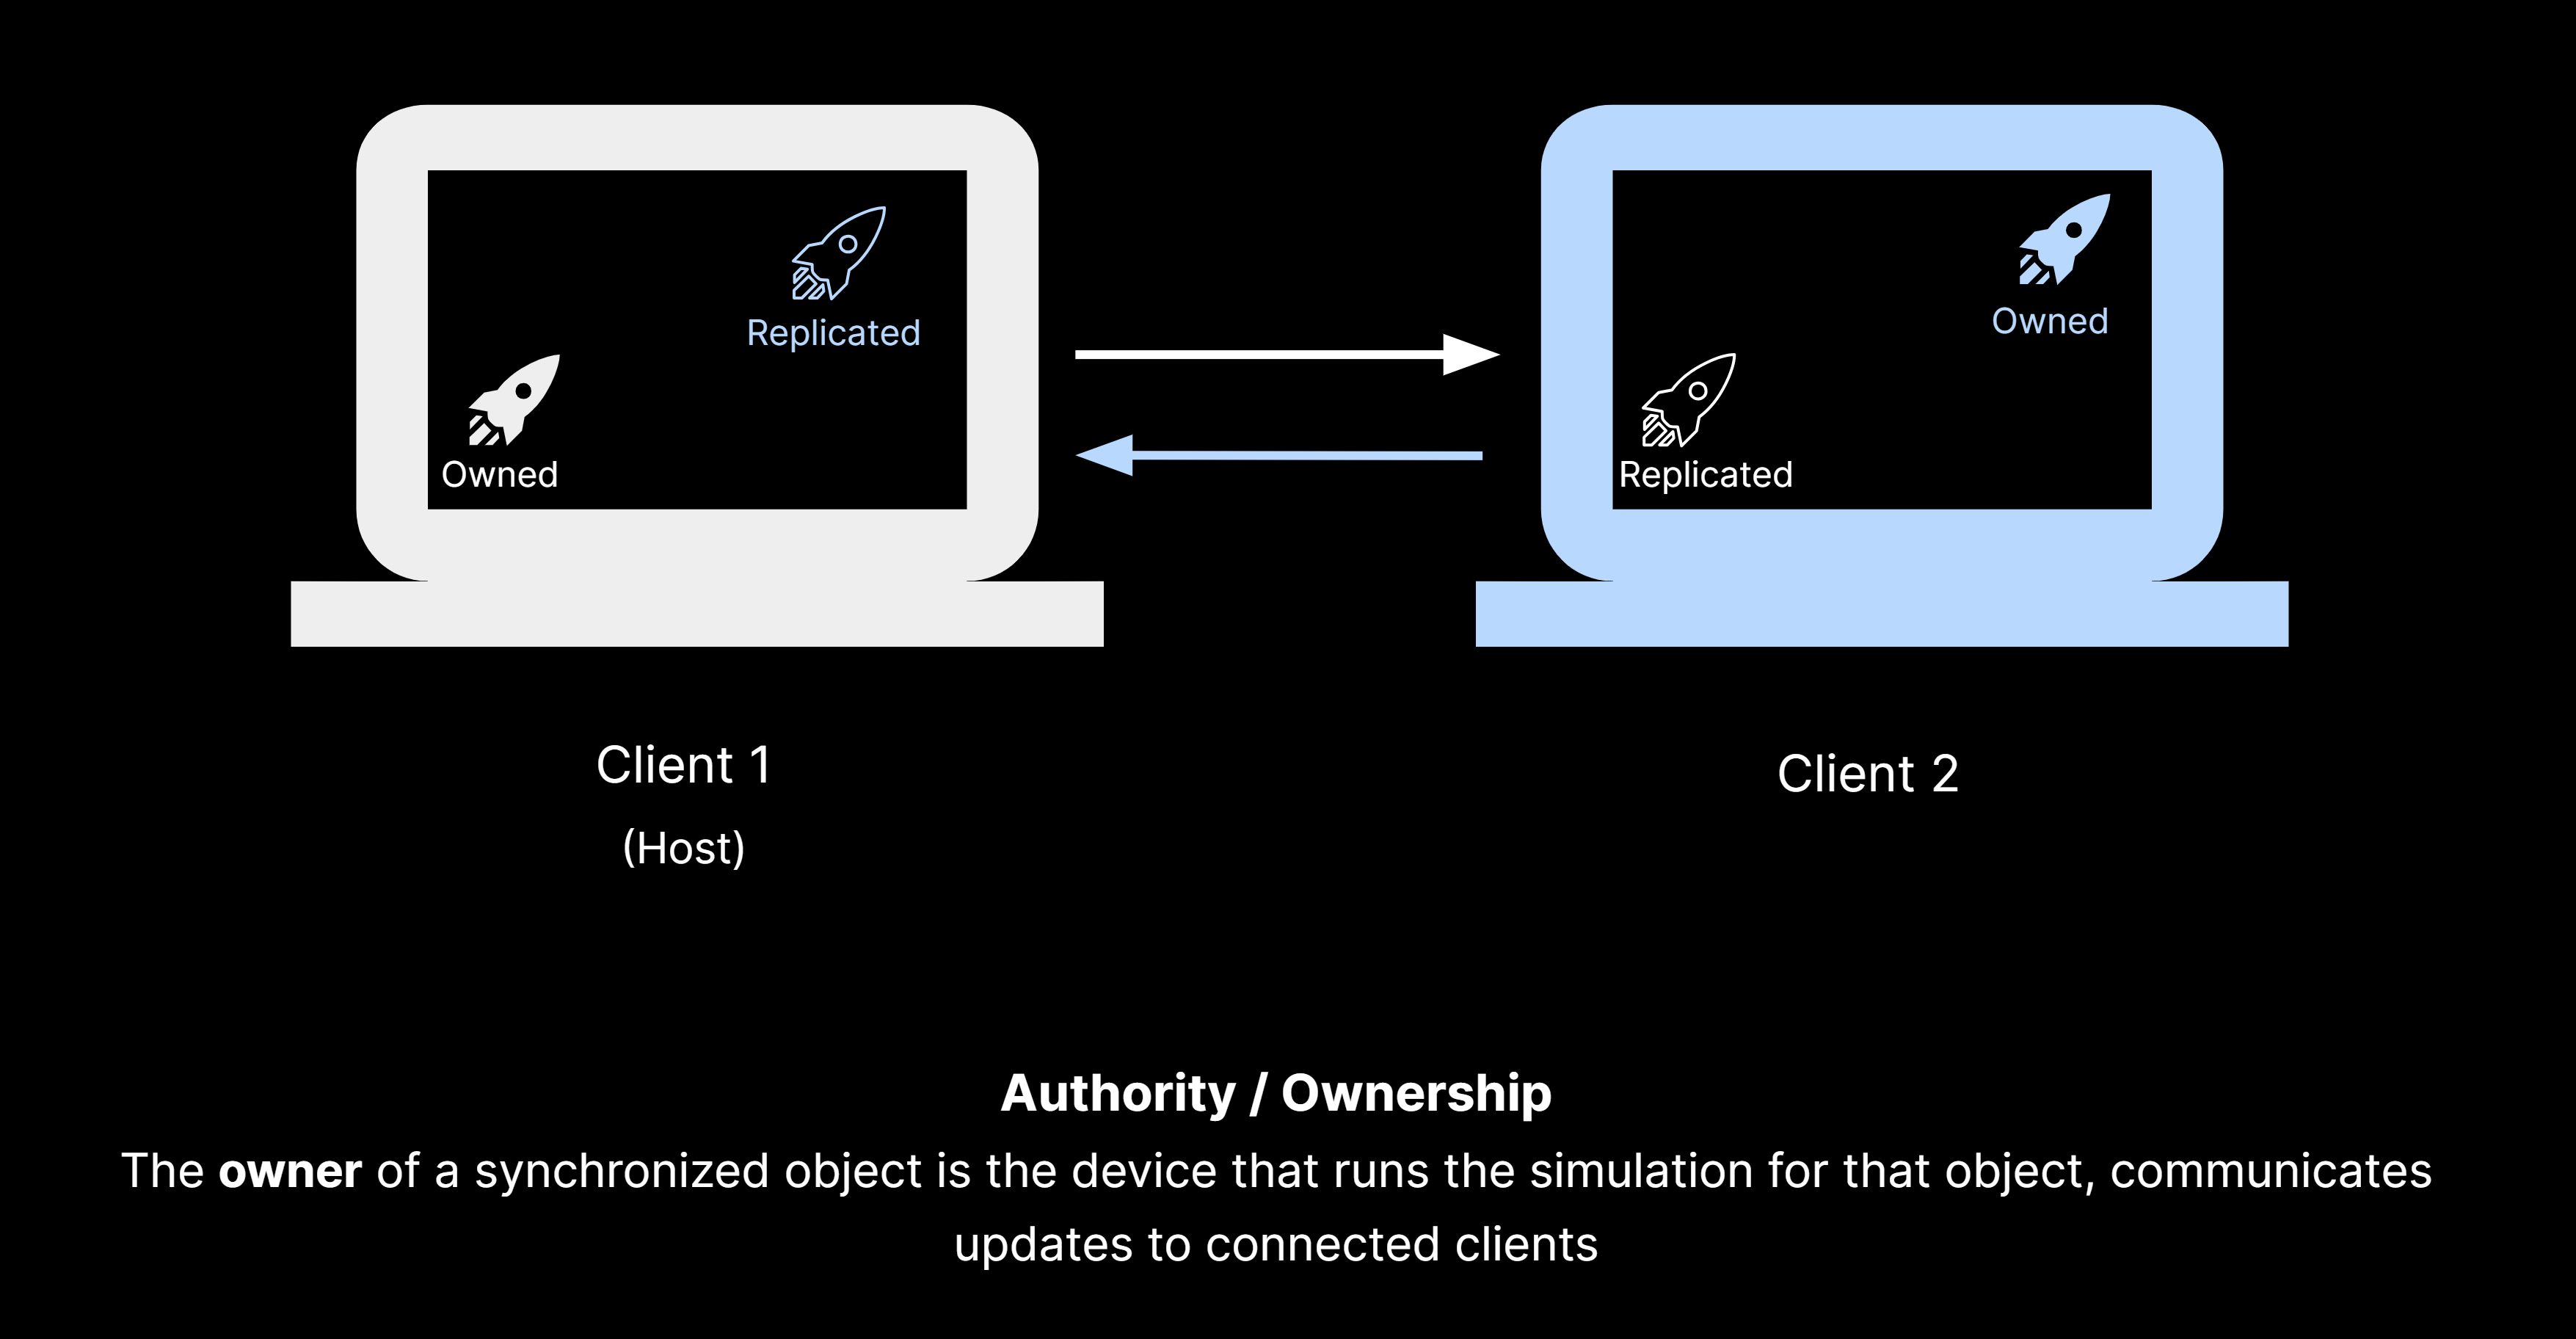 Replicated
Owned
Owned
Replicated
Client 1
(Host)
Client 2
Authority / Ownership
The owner of a synchronized object is the device that runs the simulation for that object, communicates
updates to connected clients